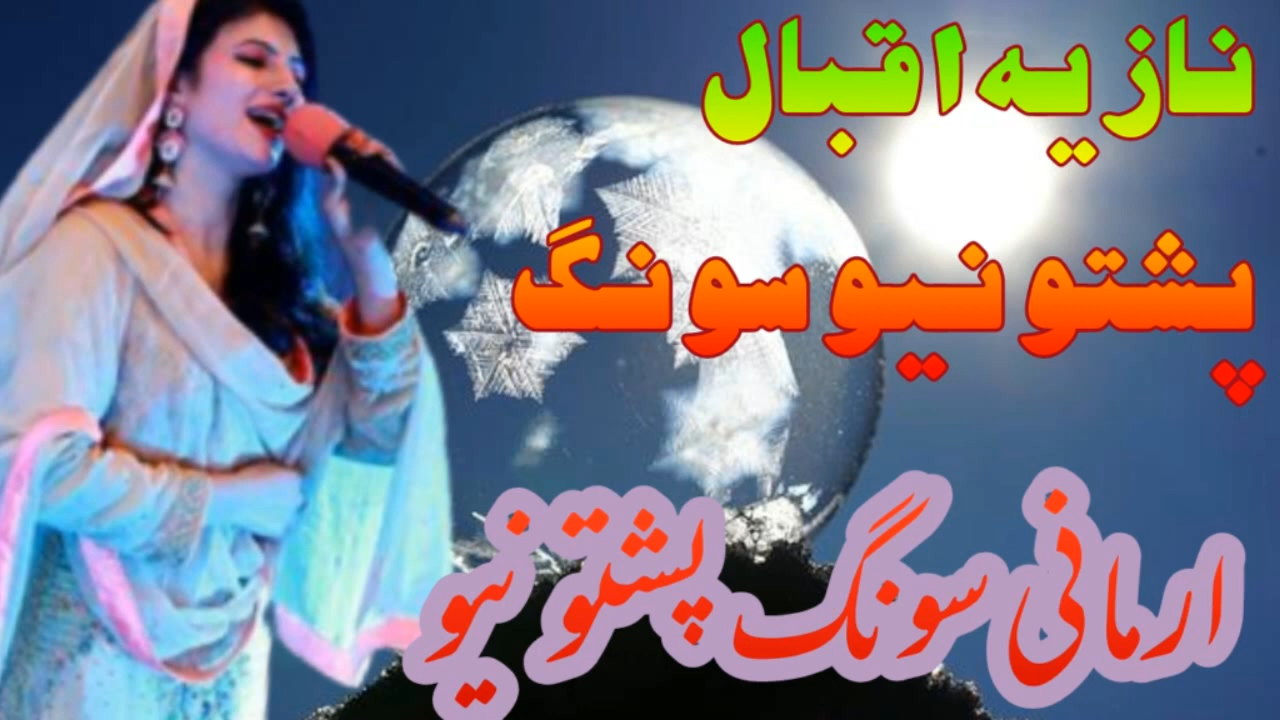 نازیہ اقبال
پشتو نیو سونگ
ارمانی سونگ پشتو نیو